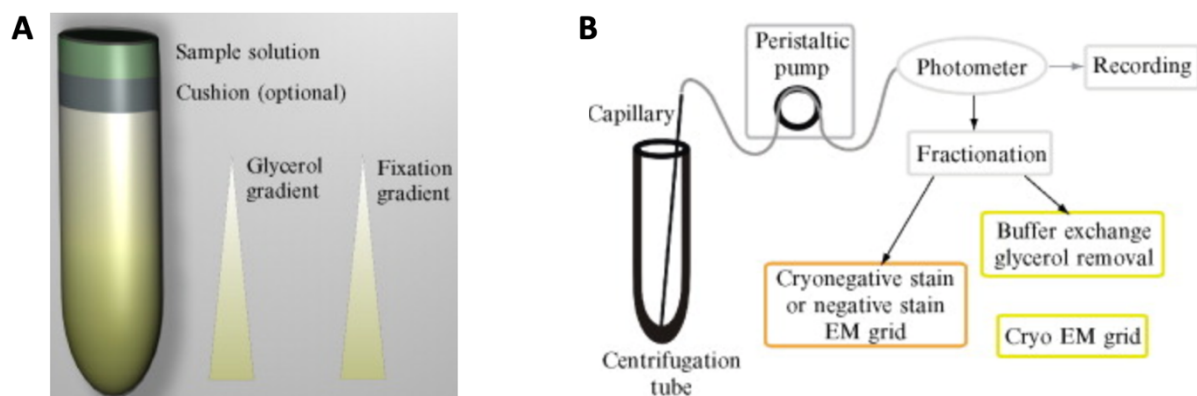 A
Sample solution
Cushion (optional)
Glycerol
gradient
Fixation
gradient
B
Peristaltic
pump
Photometer
Recording
Capillary
Fractionation
Buffer exchange
glycerol removal
Cryonegative stain
or negative stain
EM grid
Cryo EM grid
Centrifugation
tube